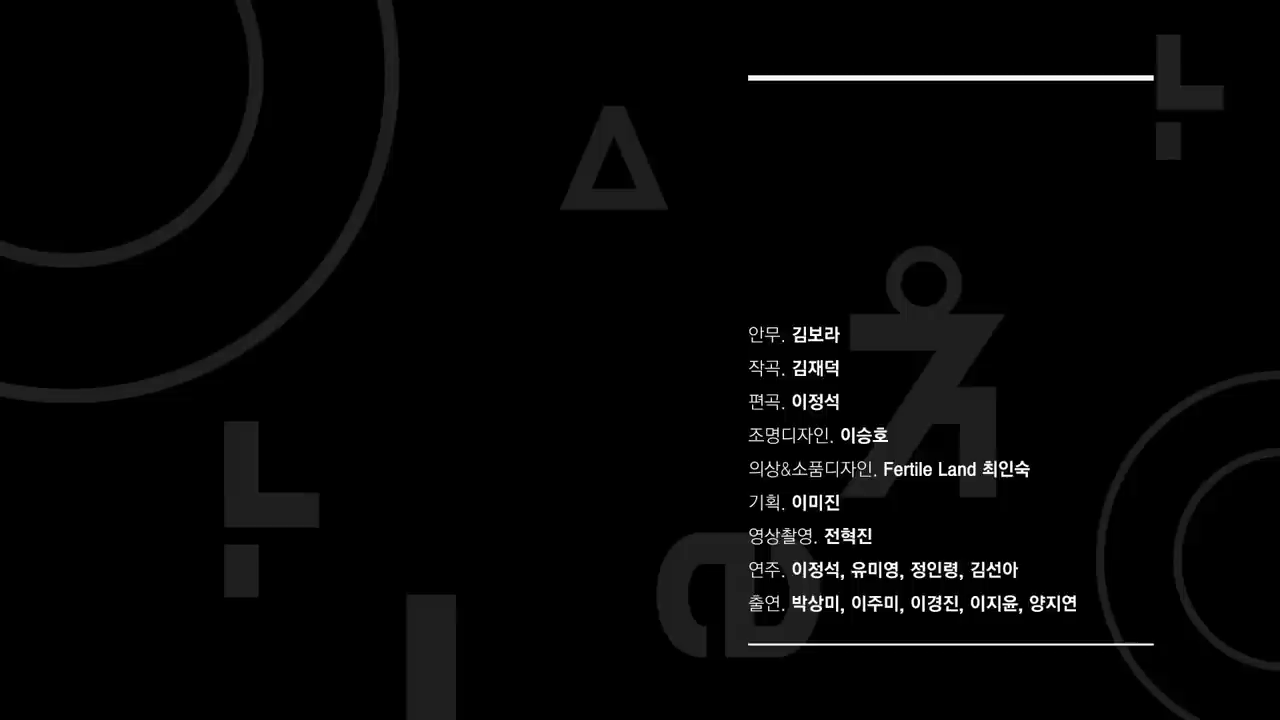 안무. 김보라
작곡. 김재덕
편곡. 이정석
조명디자인. 이승호
의상&소품디자인. Fertile Land 최인숙
기획. 이미진
영상촬영. 전혁진
연주. 이정석, 유미영, 정인령, 김선아
출연. 박상미, 이주미, 이경진, 이지윤, 양지연